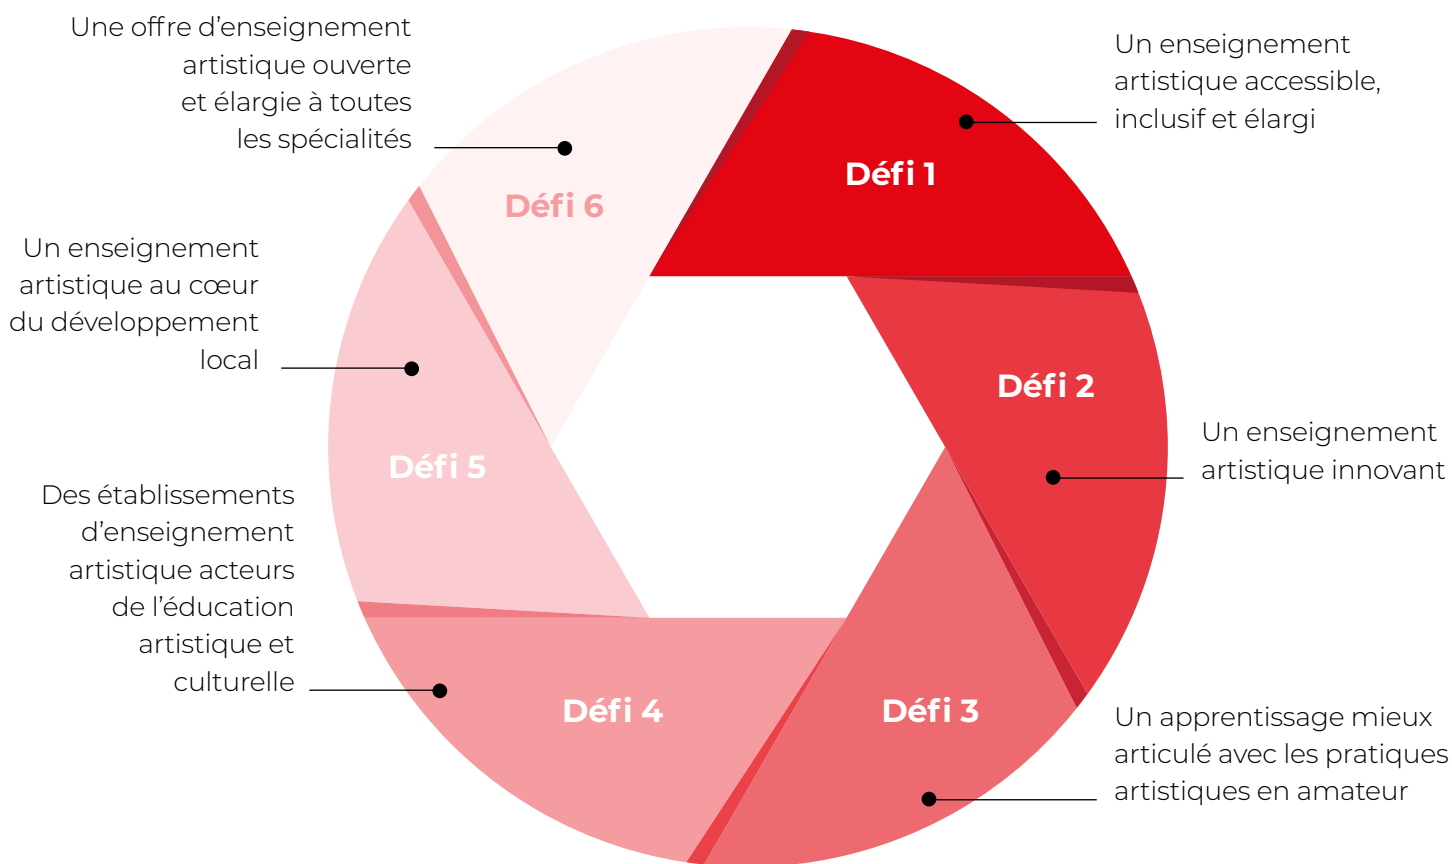 Défi 1
Un enseignement
artistique accessible,
inclusif et élargi
Défi 2
Un enseignement
artistique innovant
Défi 3
Un apprentissage mieux
articulé avec les pratiques
artistiques en amateur
Défi 4
Des établissements
d’enseignement
artistique acteurs
de l’éducation
artistique et
culturelle
Défi 5
Un enseignement
artistique au cœur
du développement
local
Défi 6
Une offre d’enseignement
artistique ouverte
et élargie à toutes
les spécialités